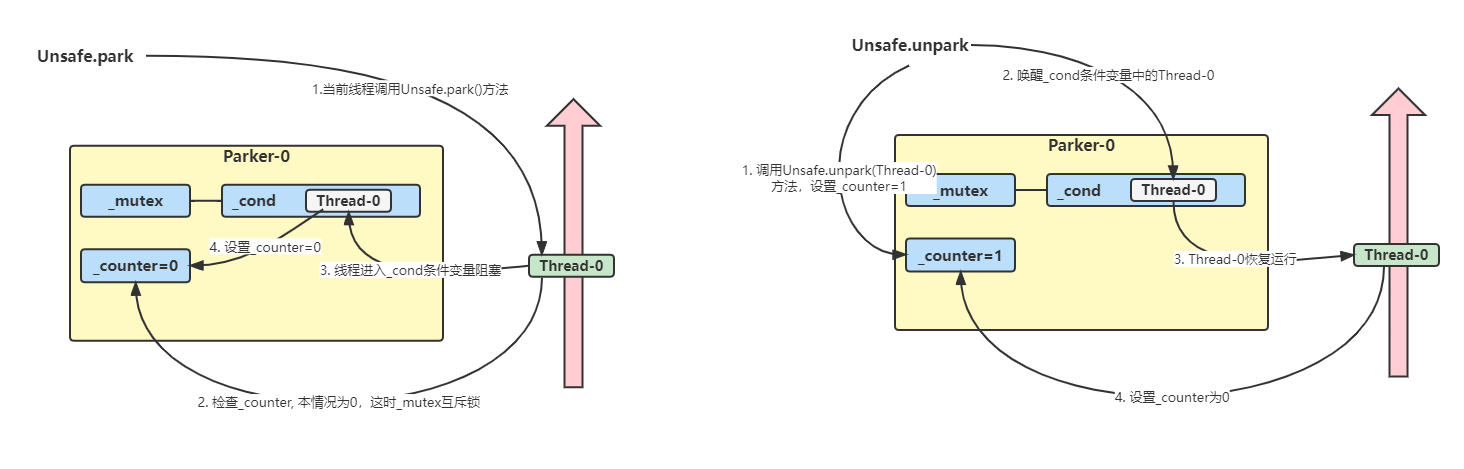 Unsafe.park
1.当前线程调用Unsafe.park()方法
Parker-0
_mutex
_cond
Thread-0
4. 设置_counter=0
_counter=0
3. 线程进入_cond条件变量阻塞
Thread-0
2. 检查_counter, 本情况为0，这时_mutex互斥锁
Unsafe.unpark
2. 唤醒_cond条件变量中的Thread-0
Parker-0
1. 调用Unsafe.unpark(Thread-0)
方法，设置_counter=1
_mutex
_cond
Thread-0
_counter=1
3. Thread-0恢复运行
Thread-0
4. 设置_counter为0